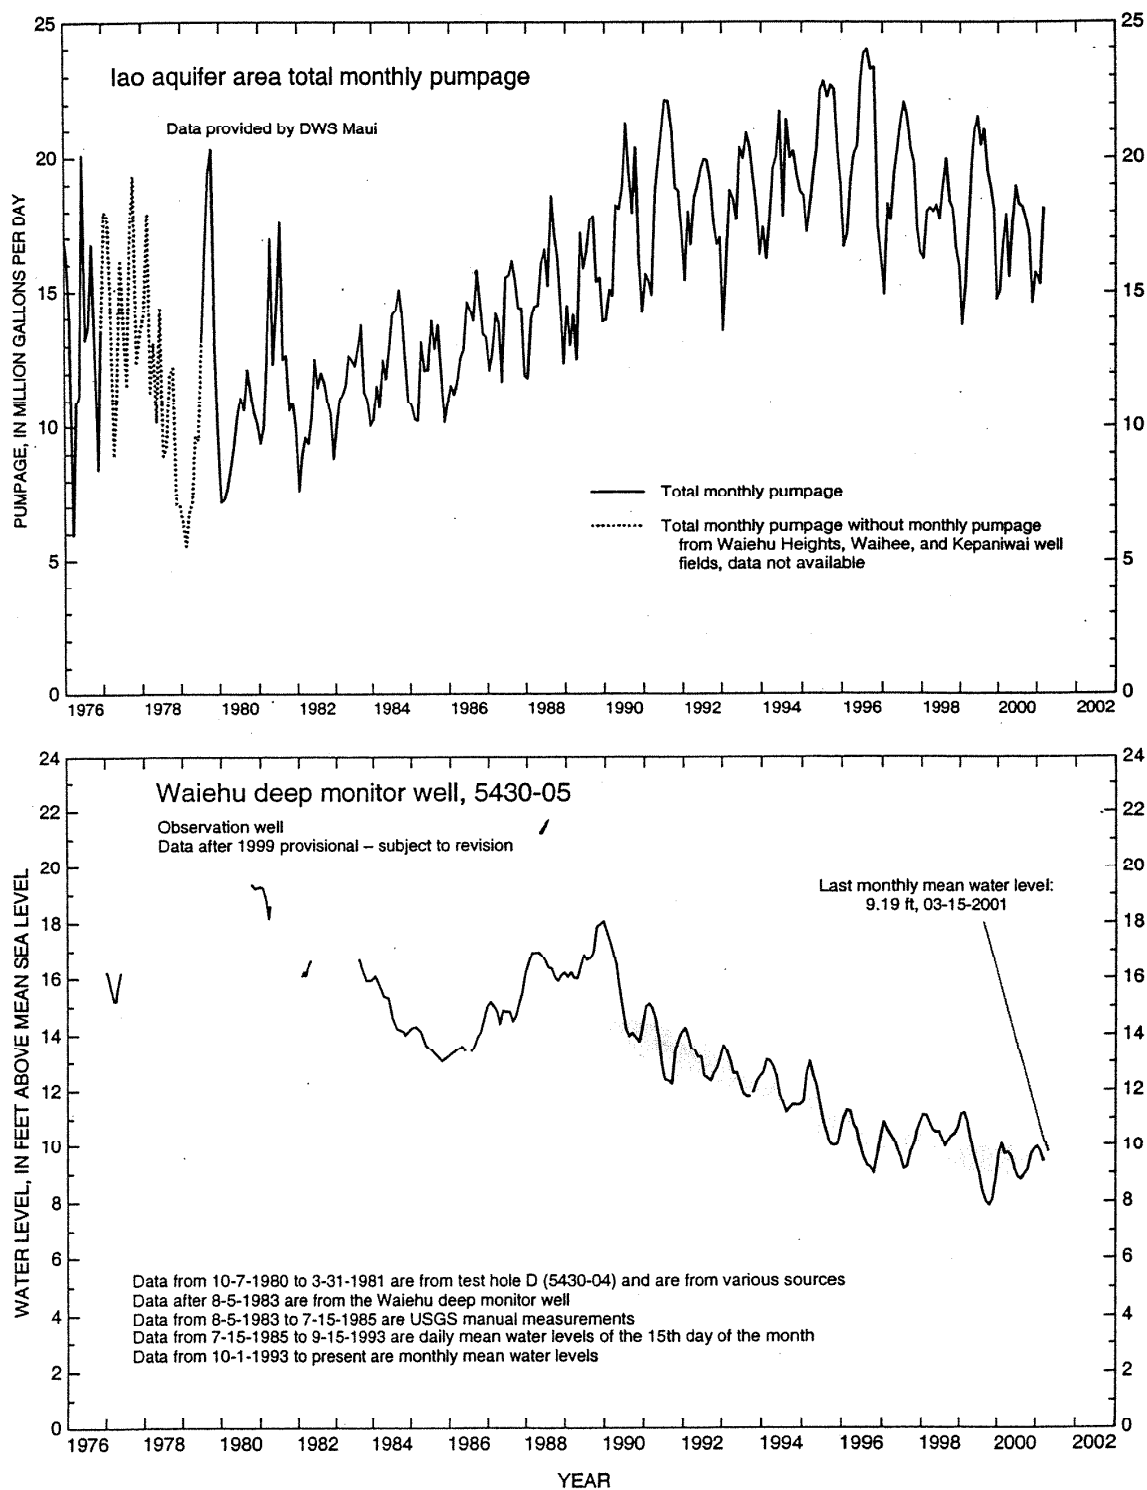 Iao aquifer area total monthly pumpage
Data provided by DWS Maui
PUMPAGE, IN MILLION GALLONS PER DAY
25
20
15
10
5
0
25
20
15
10
5
0
Total monthly pumpage
Total monthly pumpage without monthly pumpage
from Waiehu Heights, Waihee, and Kepaniwai well
fields, data not available
1976 1978 1980 1982 1984 1986 1988 1990 1992 1994 1996 1998 2000 2002
Waiehu deep monitor well, 5430-05
Observation well
Data after 1999 provisional – subject to revision
Last monthly mean water level:
9.19 ft, 03-15-2001
WATER LEVEL, IN FEET ABOVE MEAN SEA LEVEL
24
22
20
18
16
14
12
10
8
6
4
2
0
24
22
20
18
16
14
12
10
8
6
4
2
0
Data from 10-7-1980 to 3-31-1981 are from test hole D (5430-04) and are from various sources
Data after 8-5-1983 are from the Waiehu deep monitor well
Data from 8-5-1983 to 7-15-1985 are USGS manual measurements
Data from 7-15-1985 to 9-15-1993 are daily mean water levels of the 15th day of the month
Data from 10-1-1993 to present are monthly mean water levels
1976 1978 1980 1982 1984 1986 1988 1990 1992 1994 1996 1998 2000 2002
YEAR